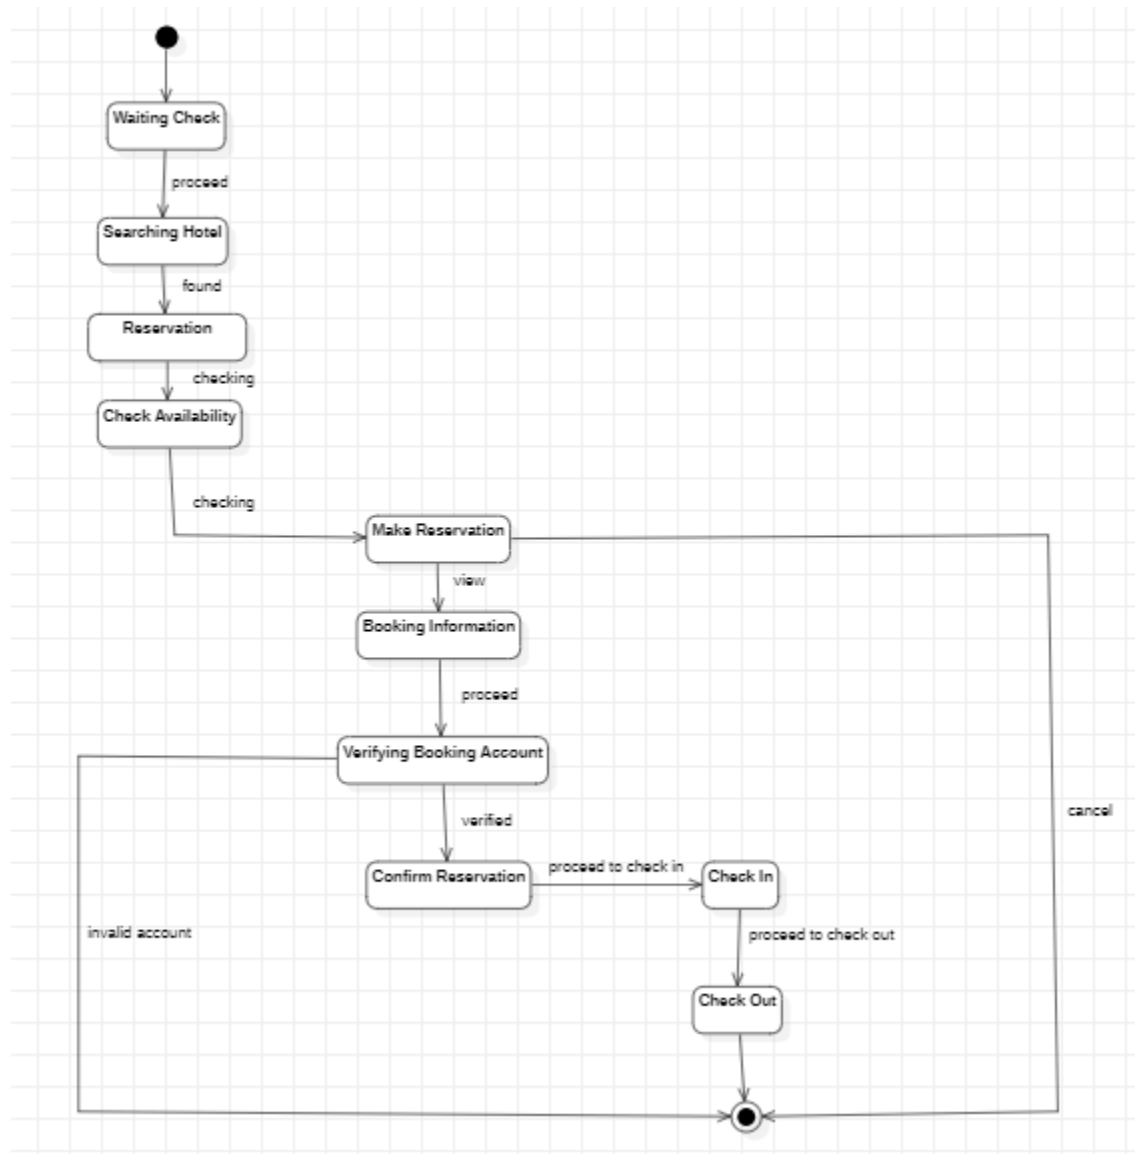 Waiting Check
proceed
Searching Hotel
found
Reservation
checking
Check Availability
checking
Make Reservation
view
Booking Information
proceed
Verifying Booking Account
cancel
verified
proceed to check in
Confirm Reservation
Check In
invalid account
proceed to check out
Check Out